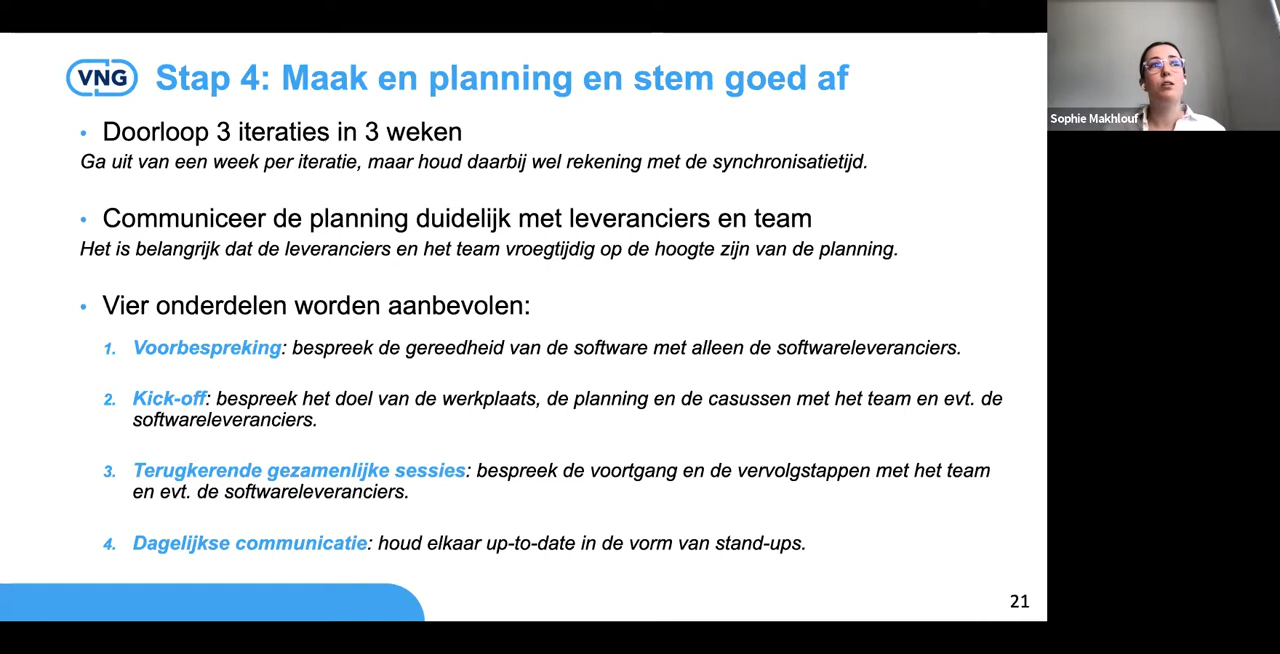 VNG
Stap 4: Maak en planning en stem goed af
Sophie Makhlouf
• Doorloop 3 iteraties in 3 weken
Ga uit van een week per iteratie, maar houd daarbij wel rekening met de synchronisatietijd.
• Communiceer de planning duidelijk met leveranciers en team
Het is belangrijk dat de leveranciers en het team vroegtijdig op de hoogte zijn van de planning.
• Vier onderdelen worden aanbevolen:
1. Voorbespreking: bespreek de gereedheid van de software met alleen de softwareleveranciers.
2. Kick-off: bespreek het doel van de werkplaats, de planning en de casussen met het team en evt. de
softwareleveranciers.
3. Terugkerende gezamenlijke sessies: bespreek de voortgang en de vervolgstappen met het team
en evt. de softwareleveranciers.
4. Dagelijkse communicatie: houd elkaar up-to-date in de vorm van stand-ups.
21